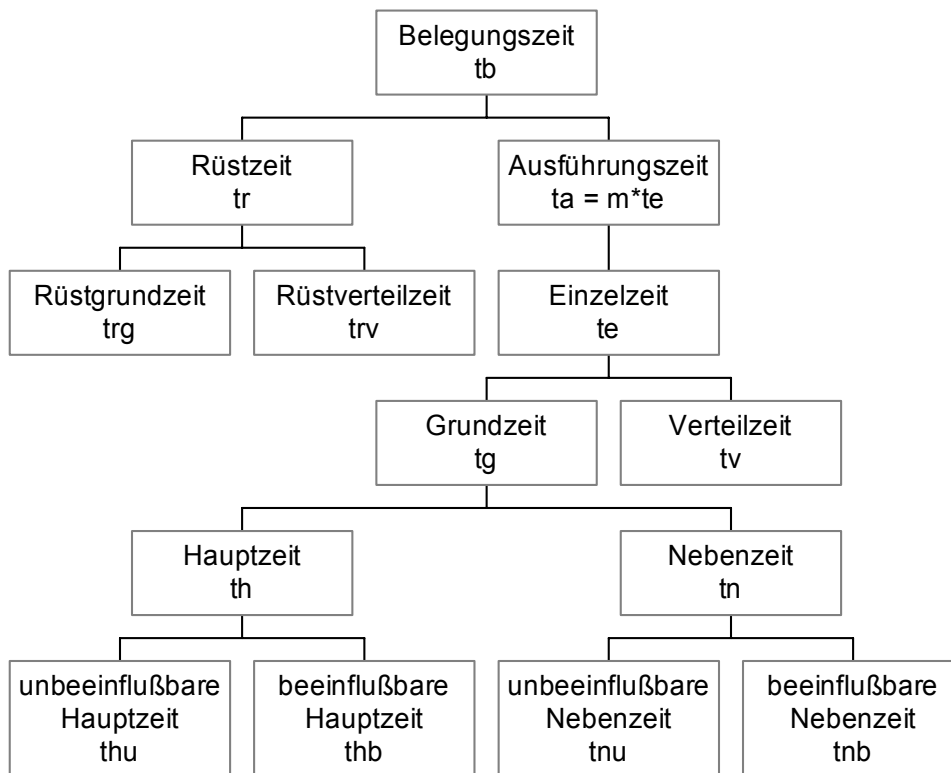 Belegungszeit
tb
Rüstzeit
tr
Ausführungszeit
ta = m*te
Rüstgrundzeit
trg
Rüstverteilzeit
trv
Einzelzeit
te
Grundzeit
tg
Verteilzeit
tv
Hauptzeit
th
Nebenzeit
tn
unbeeinflußbare
Hauptzeit
thu
beeinflußbare
Hauptzeit
thb
unbeeinflußbare
Nebenzeit
tnu
beeinflußbare
Nebenzeit
tnb